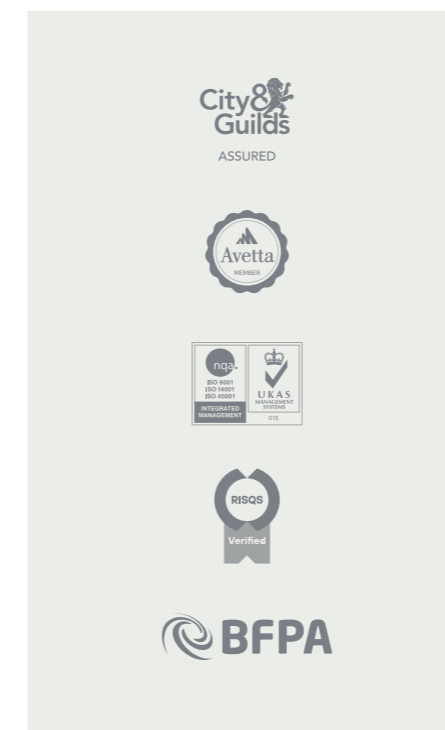 City&
Guilds
ASSURED
Avetta
MEMBER
nqa.
ISO 9001
ISO 14001
ISO 45001
INTEGRATED
MANAGEMENT
UKAS
MANAGEMENT
SYSTEMS
015
RISQS
Verified
BFPA